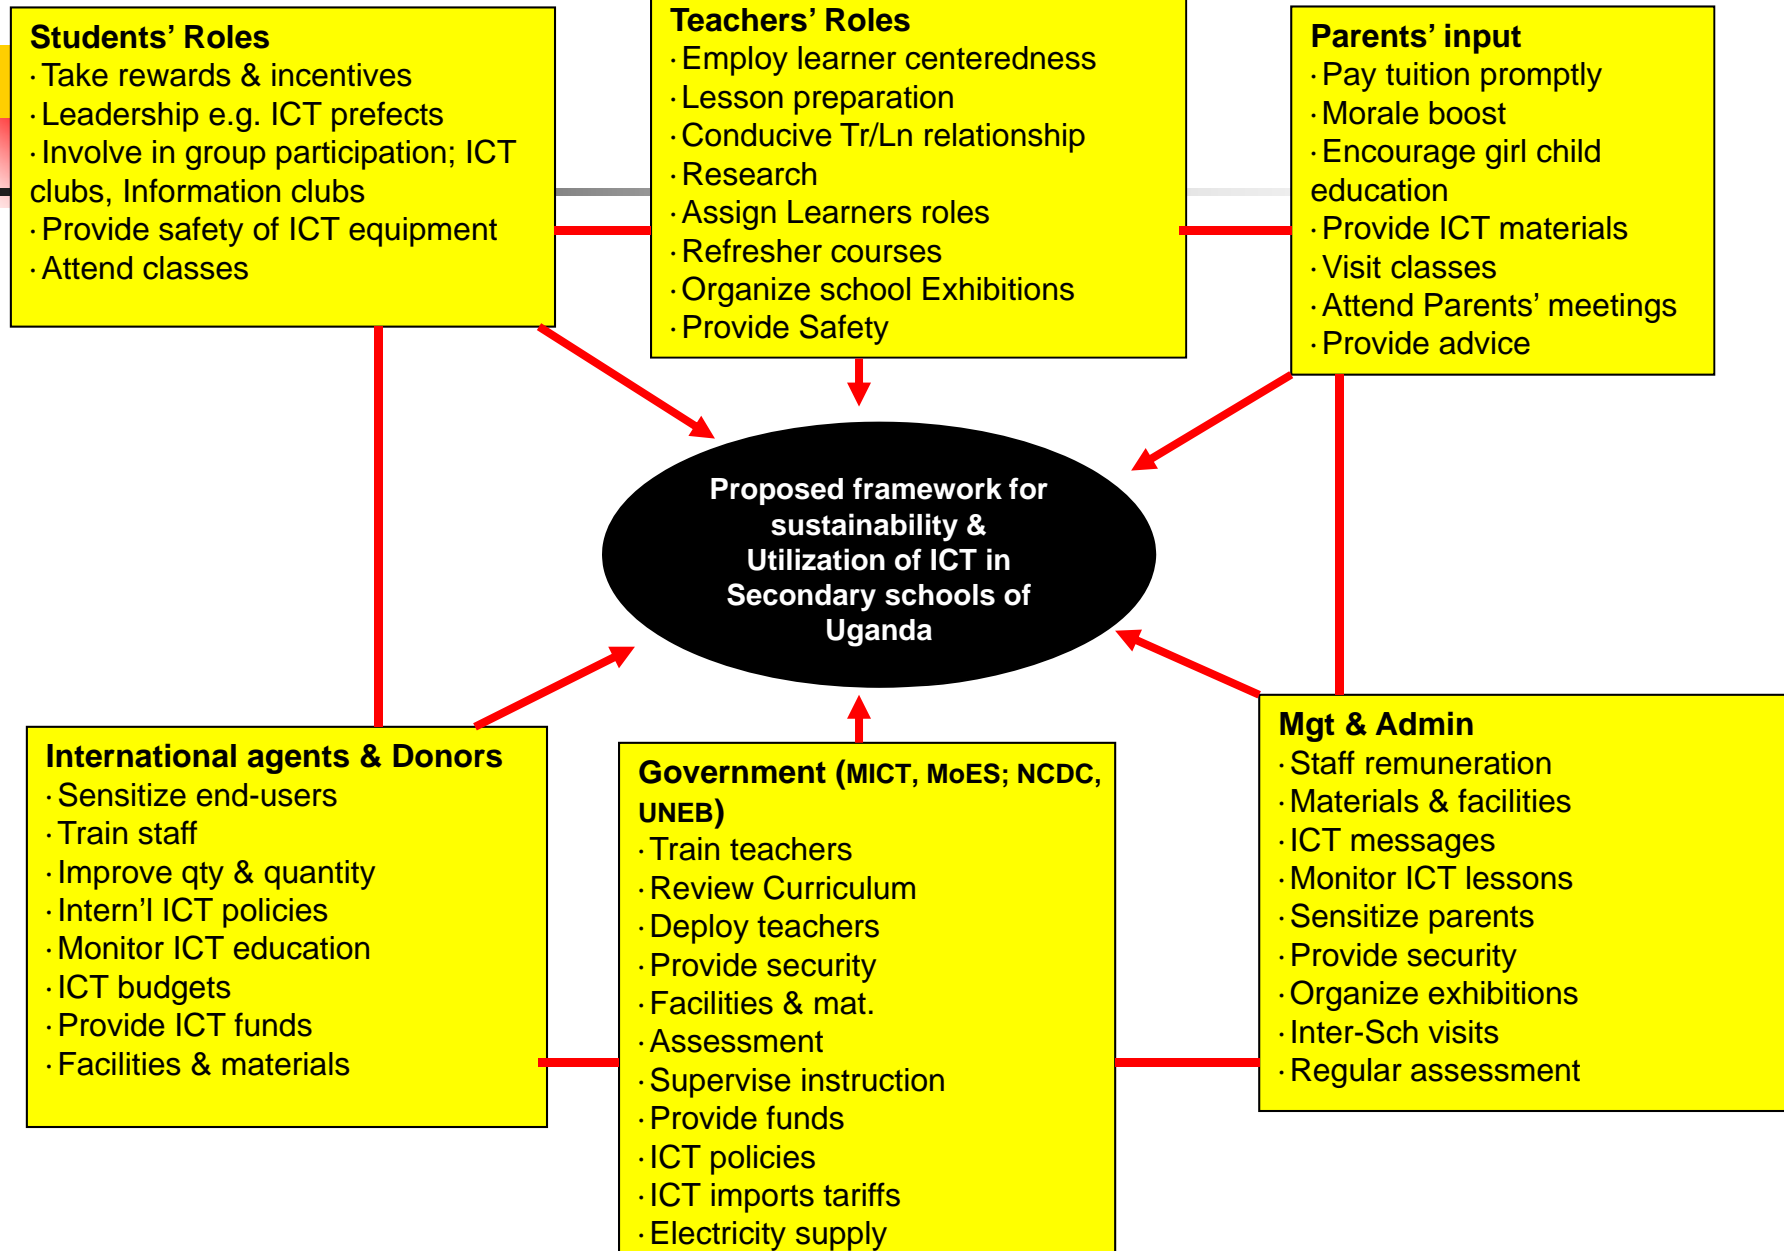 Students’ Roles
·Take rewards & incentives
·Leadership e.g. ICT prefects
·Involve in group participation; ICT
clubs, Information clubs
·Provide safety of ICT equipment
·Attend classes
Teachers’ Roles
·Employ learner centeredness
·Lesson preparation
·Conducive Tr/Ln relationship
·Research
·Assign Learners roles
·Refresher courses
·Organize school Exhibitions
·Provide Safety
Parents’ input
·Pay tuition promptly
·Morale boost
·Encourage girl child
education
·Provide ICT materials
·Visit classes
·Attend Parents’ meetings
·Provide advice
Proposed framework for
sustainability &
Utilization of ICT in
Secondary schools of
Uganda
International agents & Donors
·Sensitize end-users
·Train staff
·Improve qty & quantity
·Intern’l ICT policies
·Monitor ICT education
·ICT budgets
·Provide ICT funds
·Facilities & materials
Government (MICT, MoES; NCDC,
UNEB)
·Train teachers
·Review Curriculum
·Deploy teachers
·Provide security
·Facilities & mat.
·Assessment
·Supervise instruction
·Provide funds
·ICT policies
·ICT imports tariffs
·Electricity supply
Mgt & Admin
·Staff remuneration
·Materials & facilities
·ICT messages
·Monitor ICT lessons
·Sensitize parents
·Provide security
·Organize exhibitions
·Inter-Sch visits
·Regular assessment